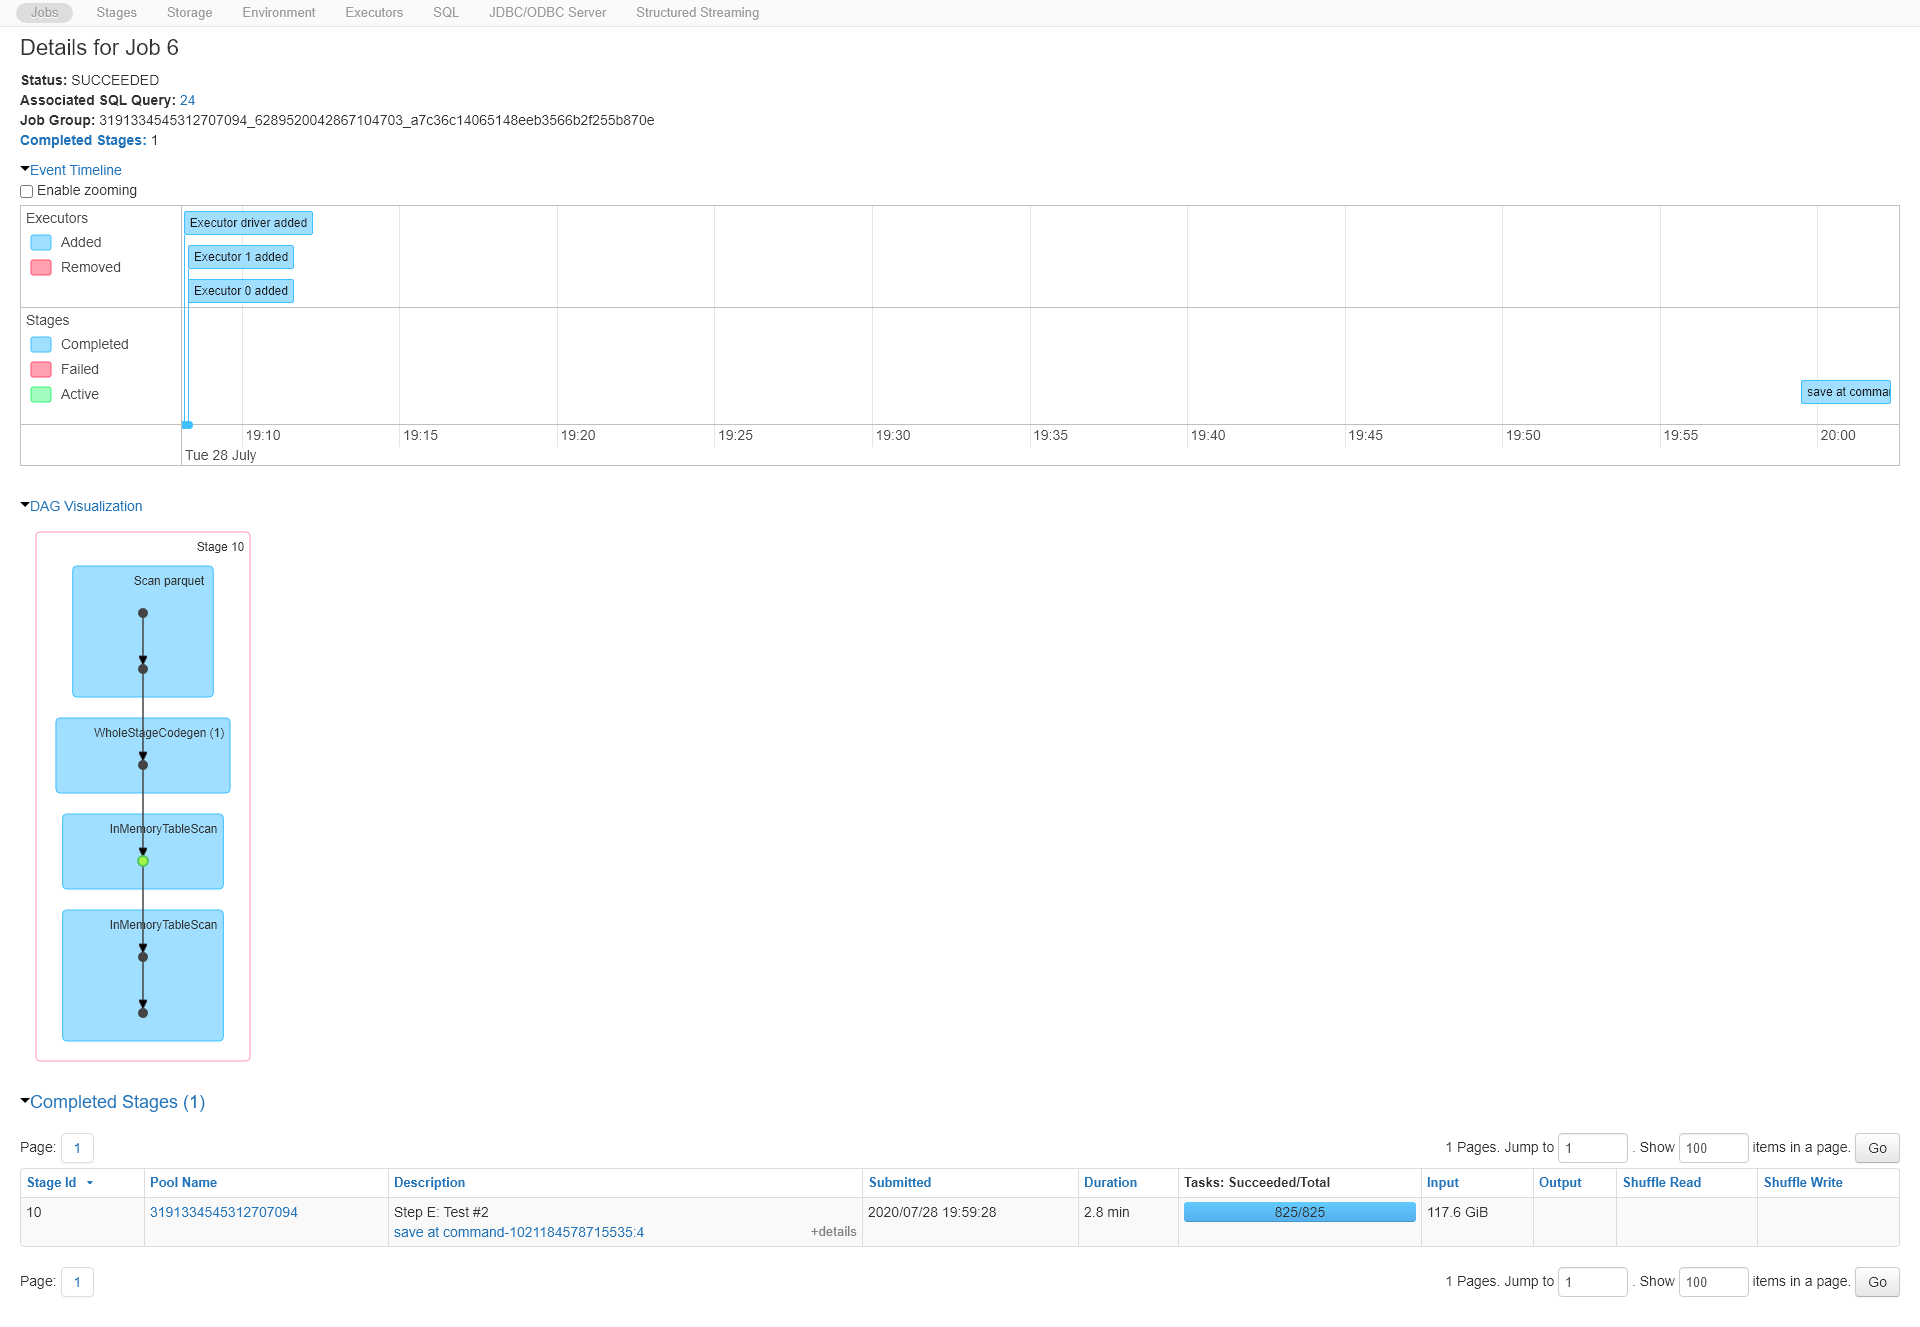 Jobs Stages Storage Environment Executors SQL JDBC/ODBC Server Structured Streaming
Details for Job 6
Status: SUCCEEDED
Associated SQL Query: 24
Job Group: 3191334545312707094_6289520042867104703_a7c36c14065148eeb3566b2f255b870e
Completed Stages: 1
Event Timeline
Enable zooming
Executors
Added
Removed
Executor driver added
Executor 1 added
Executor 0 added
Stages
Completed
Failed
Active
save at comma
19:10 19:15 19:20 19:25 19:30 19:35 19:40 19:45 19:50 19:55 20:00
Tue 28 July
DAG Visualization
Stage 10
Scan parquet
WholeStageCodegen (1)
InMemoryTableScan
InMemoryTableScan
Completed Stages (1)
Page: 1 1 Pages. Jump to 1 . Show 100 items in a page. Go
Stage Id Pool Name Description Submitted Duration Tasks: Succeeded/Total Input Output Shuffle Read Shuffle Write
10 3191334545312707094 Step E: Test #2 2020/07/28 19:59:28 2.8 min 825/825 117.6 GiB
save at command-1021184578715535:4 +details
Page: 1 1 Pages. Jump to 1 . Show 100 items in a page. Go